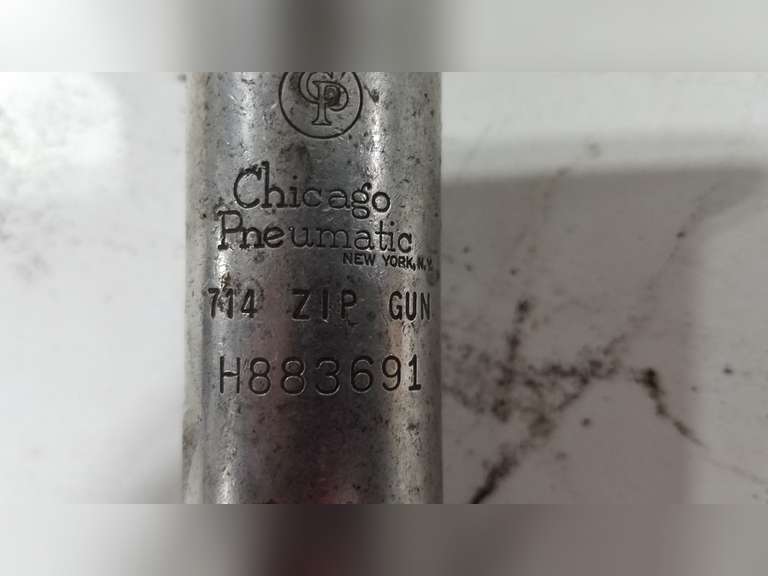 CP
Chicago
Pneumatic
NEW YORK, N.Y.
714 ZIP GUN
H883691